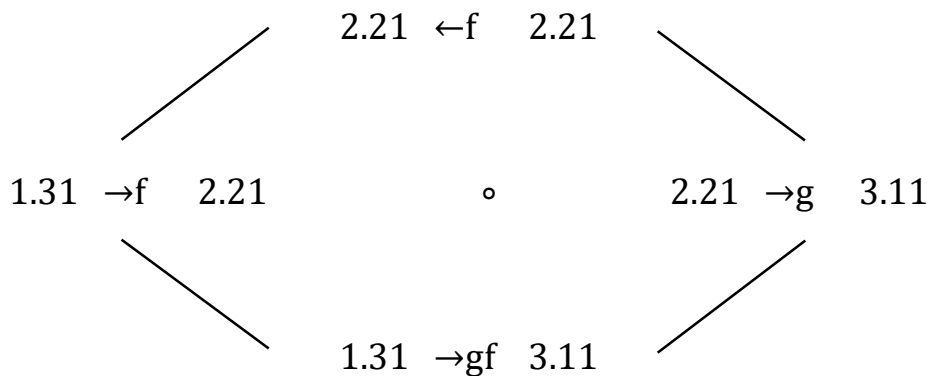 2.21 ←f 2.21
1.31 →f 2.21 ∘ 2.21 →g 3.11
1.31 →gf 3.11